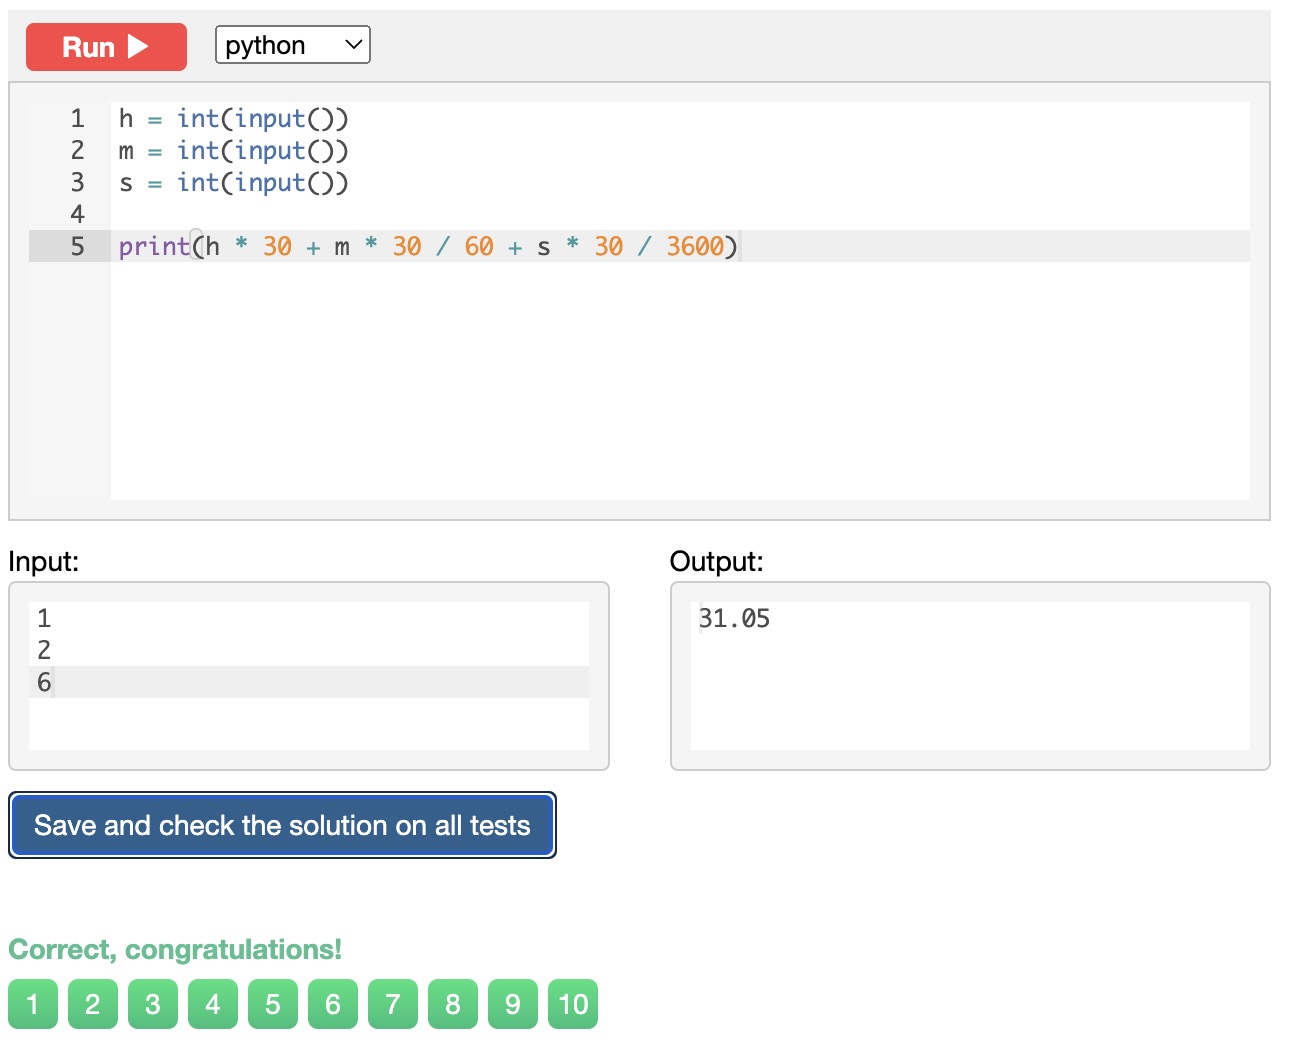 Run
python
1 h = int(input())
2 m = int(input())
3 s = int(input())
4
5 print(h * 30 + m * 30 / 60 + s * 30 / 3600)
Input:
1
2
6
Output:
31.05
Save and check the solution on all tests
Correct, congratulations!
1 2 3 4 5 6 7 8 9 10